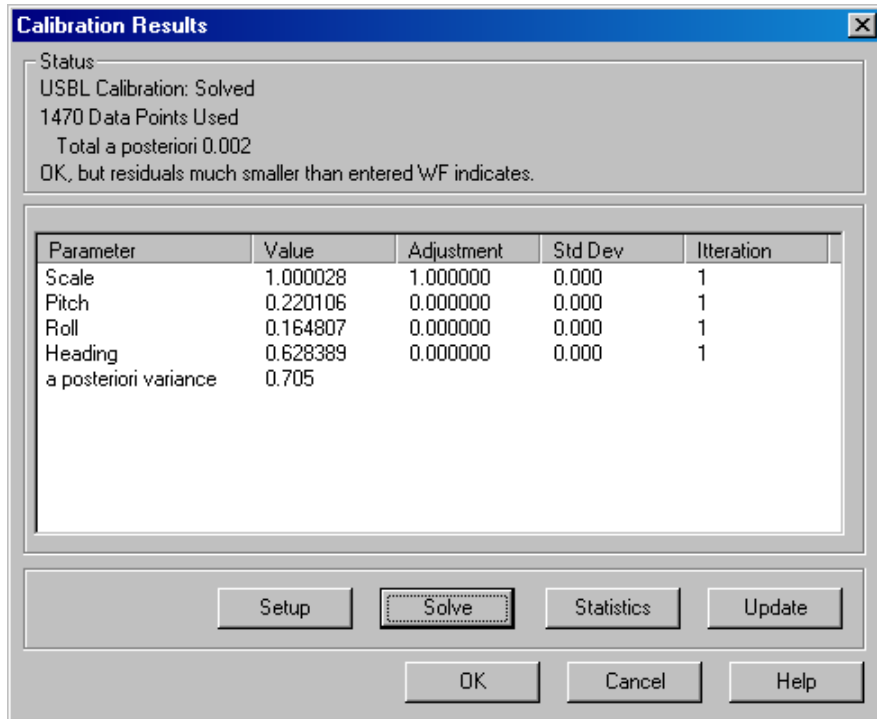 Calibration Results
Status
USBL Calibration: Solved
1470 Data Points Used
Total a posteriori 0.002
OK, but residuals much smaller than entered WF indicates.
Parameter Value Adjustment Std Dev Itteration
Scale 1.000028 1.000000 0.000 1
Pitch 0.220106 0.000000 0.000 1
Roll 0.164807 0.000000 0.000 1
Heading 0.628389 0.000000 0.000 1
a posteriori variance 0.705
Setup Solve Statistics Update
OK Cancel Help